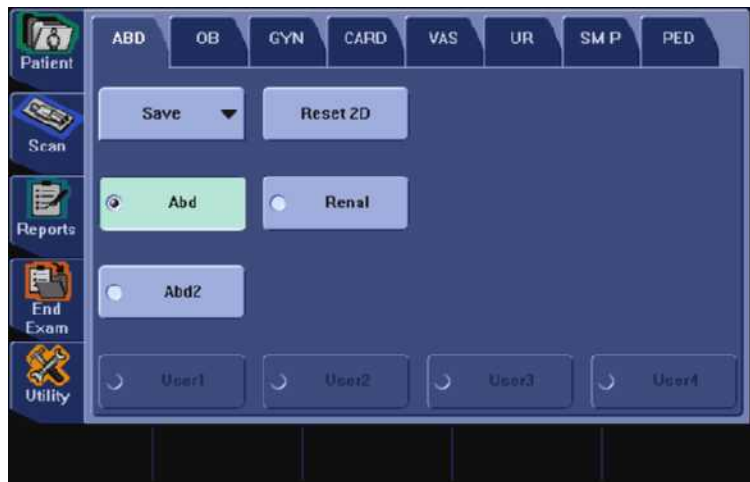 Patient
ABD OB GYN CARD VAS UR SM P PED
Save Reset 2D
Scan
Abd Renal
Reports
Abd2
End
Exam
User1 User2 User3 User4
Utility